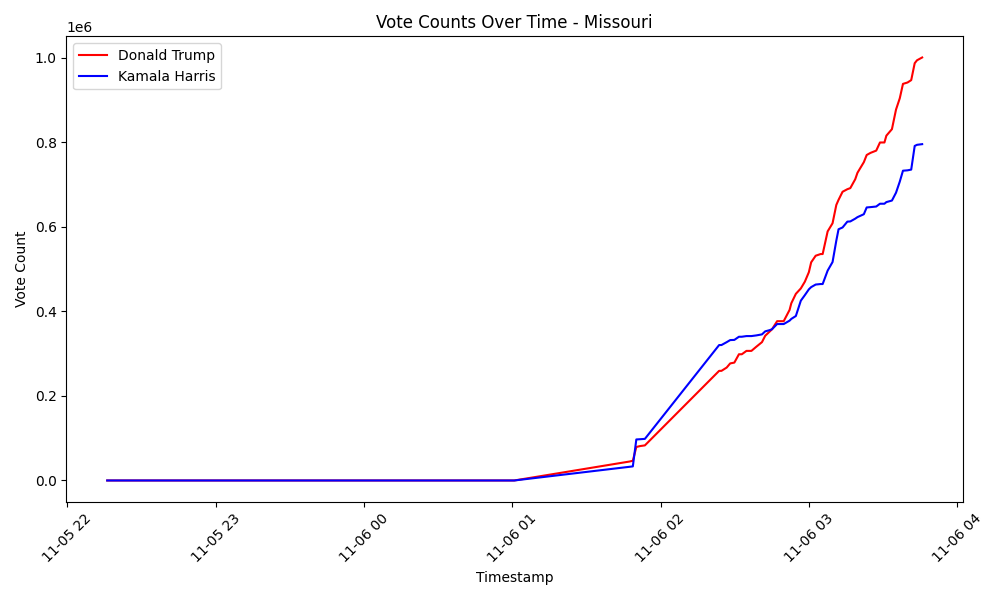 Vote Counts Over Time - Missouri
1e6
Donald Trump
Kamala Harris
1.0
0.8
0.6
0.4
0.2
0.0
Vote Count
11-05 22
11-05 23
11-06 00
11-06 01
11-06 02
11-06 03
11-06 04
Timestamp